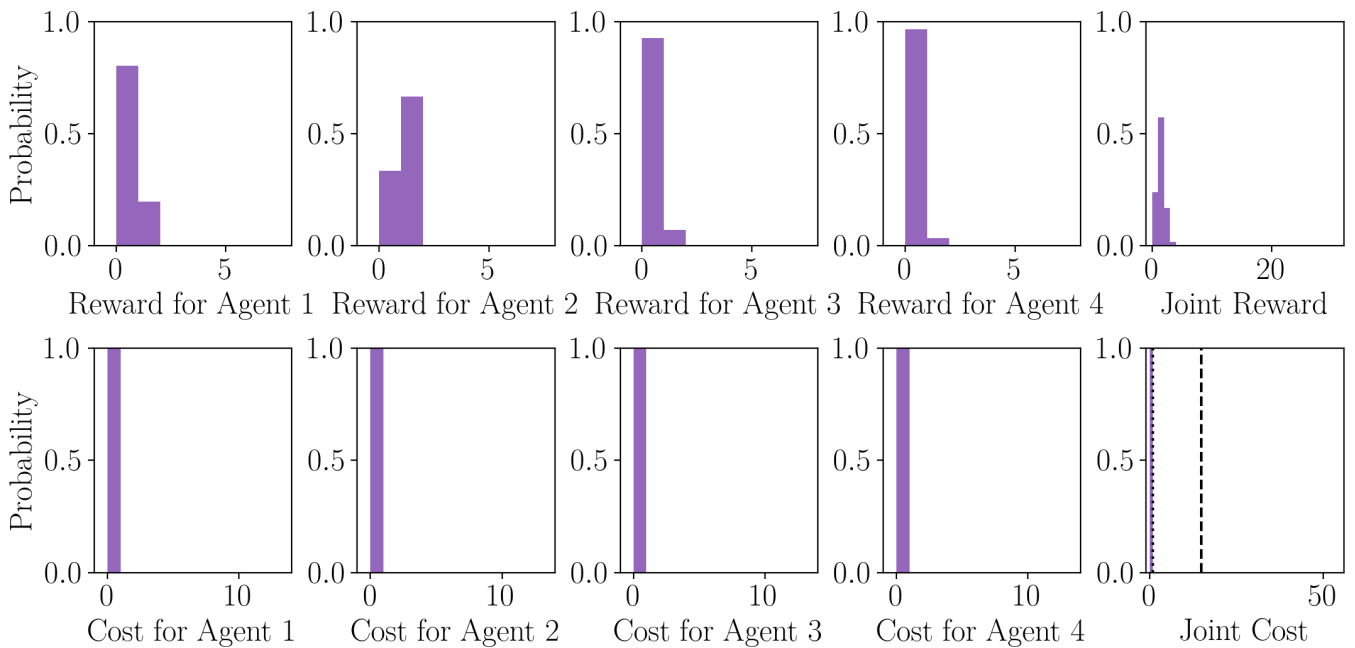 1.0 1.0 1.0 1.0 1.0
Probability
0.5 0.5 0.5 0.5 0.5
0.0 0.0 0.0 0.0 0.0
0 5 0 5 0 5 0 5 0 20
Reward for Agent 1 Reward for Agent 2 Reward for Agent 3 Reward for Agent 4 Joint Reward
1.0 1.0 1.0 1.0 1.0
Probability
0.5 0.5 0.5 0.5 0.5
0.0 0.0 0.0 0.0 0.0
0 10 0 10 0 10 0 10 0 50
Cost for Agent 1 Cost for Agent 2 Cost for Agent 3 Cost for Agent 4 Joint Cost